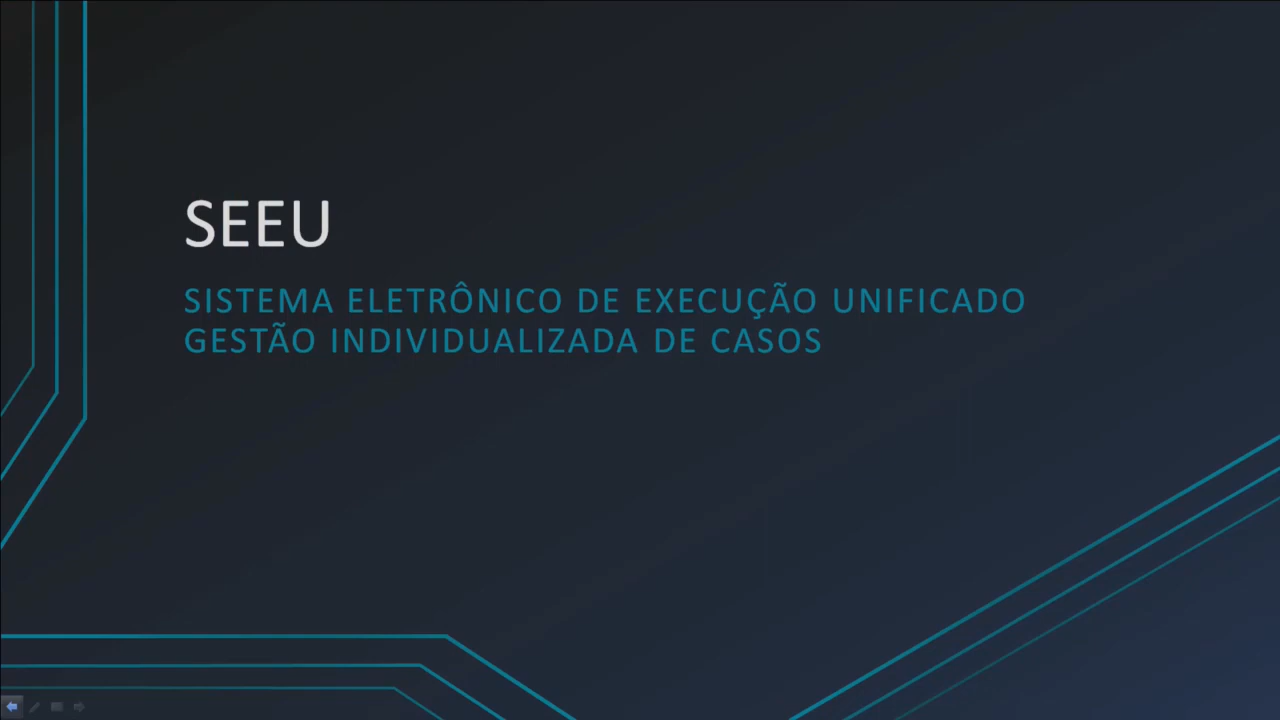 SEEU
SISTEMA ELETRÔNICO DE EXECUÇÃO UNIFICADO
GESTÃO INDIVIDUALIZADA DE CASOS